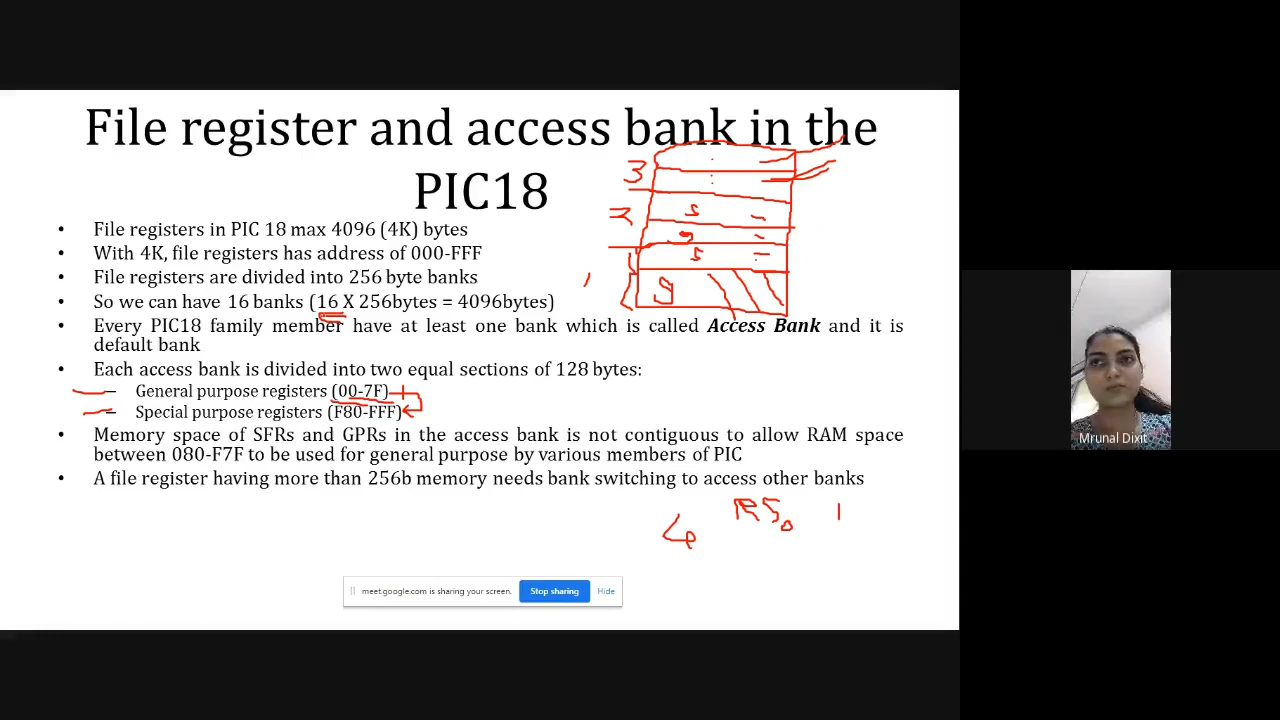 File register and access bank in the
PIC18
• File registers in PIC 18 max 4096 (4K) bytes
• With 4K, file registers has address of 000-FFF
• File registers are divided into 256 byte banks
• So we can have 16 banks (16 X 256bytes = 4096bytes)
• Every PIC18 family member have at least one bank which is called Access Bank and it is
default bank
• Each access bank is divided into two equal sections of 128 bytes:
– General purpose registers (00-7F)
– Special purpose registers (F80-FFF)
• Memory space of SFRs and GPRs in the access bank is not contiguous to allow RAM space
between 080-F7F to be used for general purpose by various members of PIC
• A file register having more than 256b memory needs bank switching to access other banks
3
2
s
g
s
g
RS0 1
meet.google.com is sharing your screen. Stop sharing Hide
Mrunal Dixit